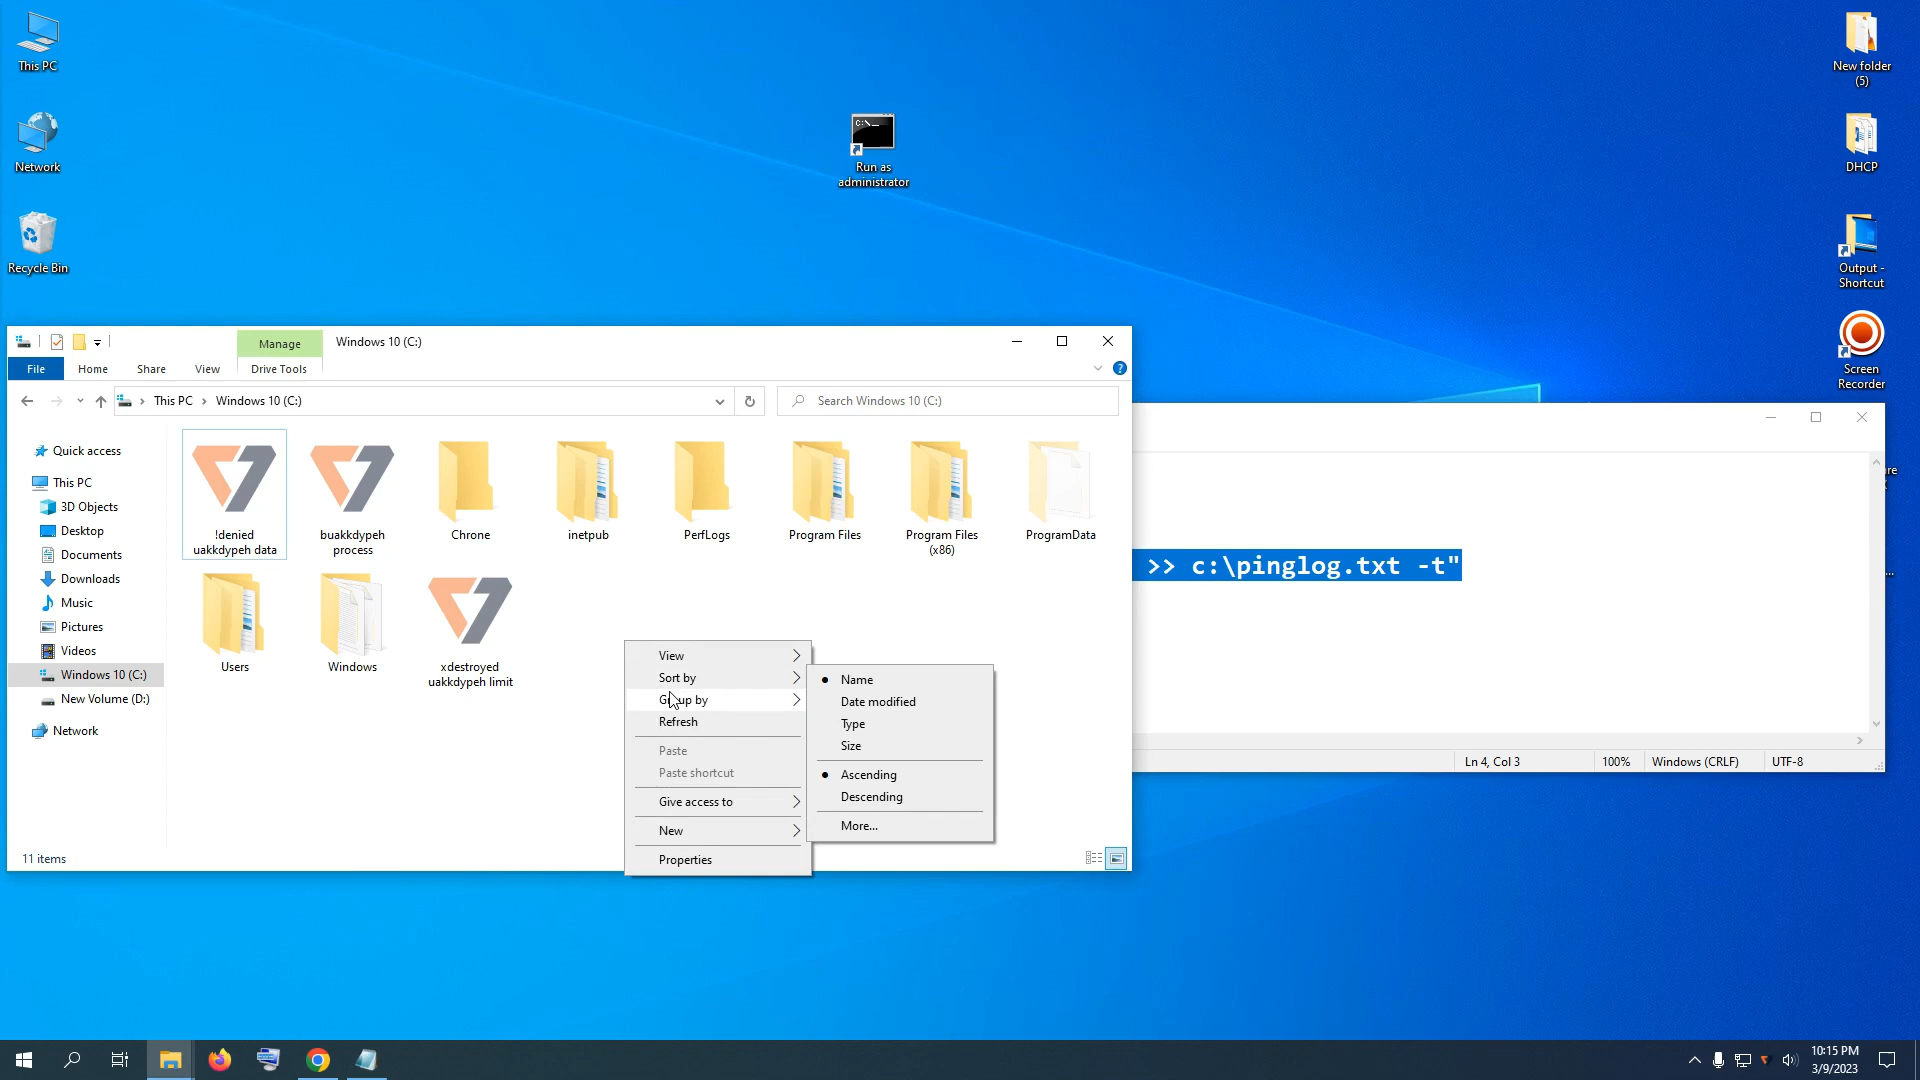 This PC
Network
Recycle Bin
C:\_
Run as
administrator
New folder
(5)
DHCP
Output -
Shortcut
Screen
Recorder
Manage
Windows 10 (C:)
File
Home
Share
View
Drive Tools
This PC
Windows 10 (C:)
Search Windows 10 (C:)
Quick access
This PC
3D Objects
Desktop
Documents
Downloads
Music
Pictures
Videos
Windows 10 (C:)
New Volume (D:)
Network
!denied
uakkdypeh data
buakkdypeh
process
Chrone
inetpub
PerfLogs
Program Files
Program Files
(x86)
ProgramData
Users
Windows
xdestroyed
uakkdypeh limit
View
Sort by
Group by
Refresh
Paste
Paste shortcut
Give access to
New
Properties
Name
Date modified
Type
Size
Ascending
Descending
More...
11 items
>> c:\pinglog.txt -t"
Ln 4, Col 3
100%
Windows (CRLF)
UTF-8
10:15 PM
3/9/2023